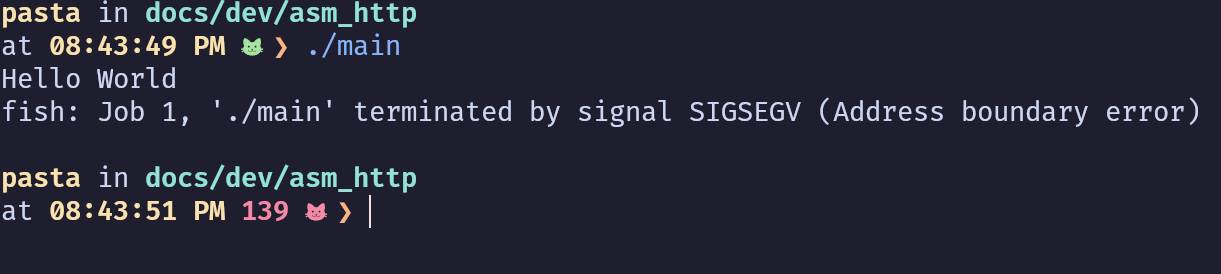 pasta in docs/dev/asm_http
at 08:43:49 PM 🐱 ❯ ./main
Hello World
fish: Job 1, './main' terminated by signal SIGSEGV (Address boundary error)
pasta in docs/dev/asm_http
at 08:43:51 PM 139 🐱 ❯